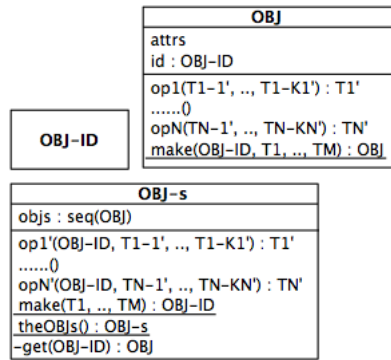 OBJ
attrs
id : OBJ-ID
op1(T1-1', .., T1-K1') : T1'
......()
opN(TN-1', .., TN-KN') : TN'
make(OBJ-ID, T1, .., TM) : OBJ
OBJ-ID
OBJ-s
objs : seq(OBJ)
op1'(OBJ-ID, T1-1', .., T1-K1') : T1'
......()
opN'(OBJ-ID, TN-1', .., TN-KN') : TN'
make(T1, .., TM) : OBJ-ID
theOBJs() : OBJ-s
-get(OBJ-ID) : OBJ